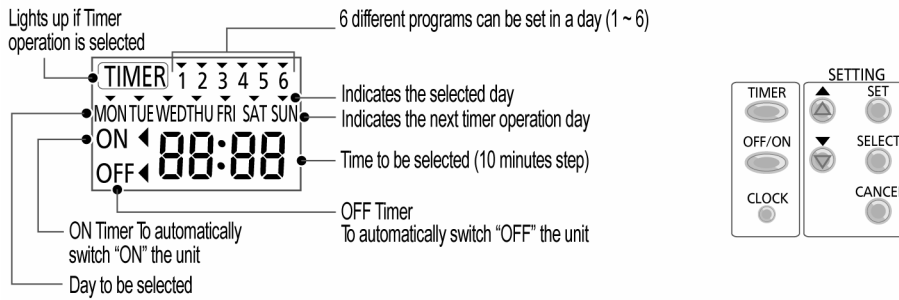 Lights up if Timer
operation is selected
6 different programs can be set in a day (1 ~ 6)
TIMER 1 2 3 4 5 6
MON TUE WED THU FRI SAT SUN
ON
OFF
88:88
Indicates the selected day
Indicates the next timer operation day
Time to be selected (10 minutes step)
OFF Timer
To automatically switch “OFF” the unit
ON Timer To automatically
switch “ON” the unit
Day to be selected
SETTING
TIMER
SET
OFF/ON
SELECT
CLOCK
CANCEL